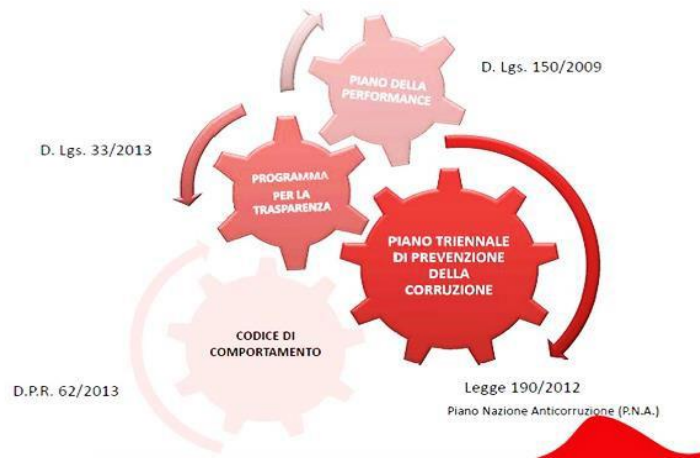 PIANO DELLA
PERFORMANCE
D. Lgs. 150/2009
D. Lgs. 33/2013
PROGRAMMA
PER LA
TRASPARENZA
PIANO TRIENNALE
DI PREVENZIONE
DELLA
CORRUZIONE
CODICE DI
COMPORTAMENTO
D.P.R. 62/2013
Legge 190/2012
Piano Nazione Anticorruzione (P.N.A.)